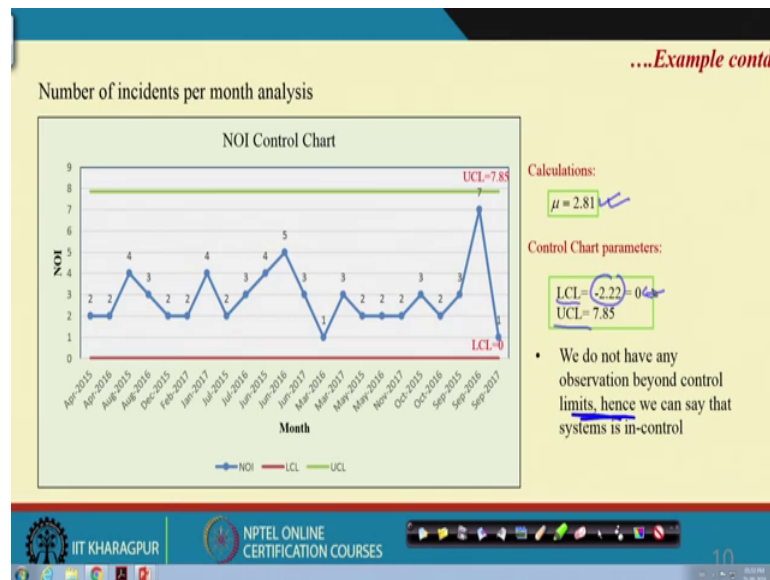 ....Example conta
Number of incidents per month analysis
NOI Control Chart
9
8
7
6
5
4
3
2
1
0
NOI
UCL=7.85
LCL=0
2 2 4 3 2 2 4 2 3 4 5 3 1 3 2 2 2 3 2 3 7 1
Apr-2015
Apr-2016
Aug-2015
Aug-2016
Dec-2015
Feb-2017
Jan-2017
Jul-2015
Jul-2016
Jun-2015
Jun-2016
Jun-2017
Mar-2016
Mar-2017
May-2015
May-2016
Nov-2017
Oct-2015
Oct-2016
Sep-2015
Sep-2016
Sep-2017
Month
NOI LCL UCL
Calculations:
μ = 2.81
Control Chart parameters:
LCL= -2.22 = 0
UCL= 7.85
• We do not have any
observation beyond control
limits, hence we can say that
systems is in-control
IIT KHARAGPUR
NPTEL ONLINE
CERTIFICATION COURSES
10